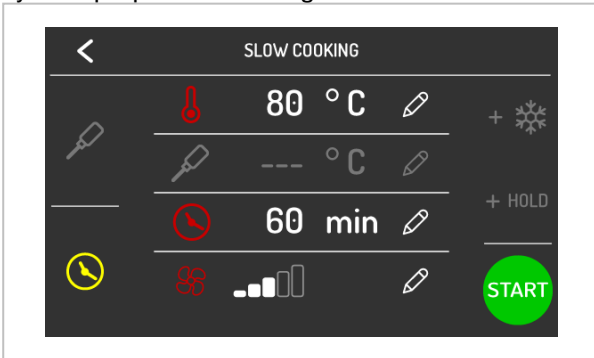 SLOW COOKING
80 °C
+
--- °C
+ HOLD
60 min
START